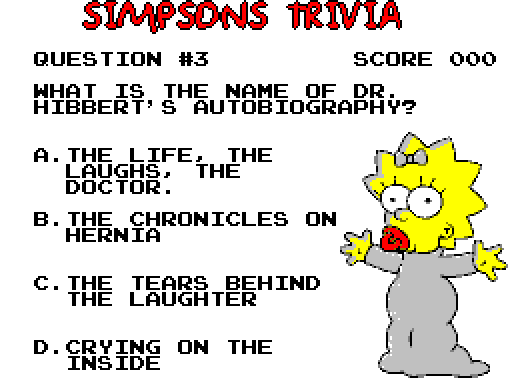 SIMPSONS TRIVIA
QUESTION #3 SCORE 000
WHAT IS THE NAME OF DR.
HIBBERT'S AUTOBIOGRAPHY?
A. THE LIFE, THE
LAUGHS, THE
DOCTOR.
B. THE CHRONICLES ON
HERNIA
C. THE TEARS BEHIND
THE LAUGHTER
D. CRYING ON THE
INSIDE